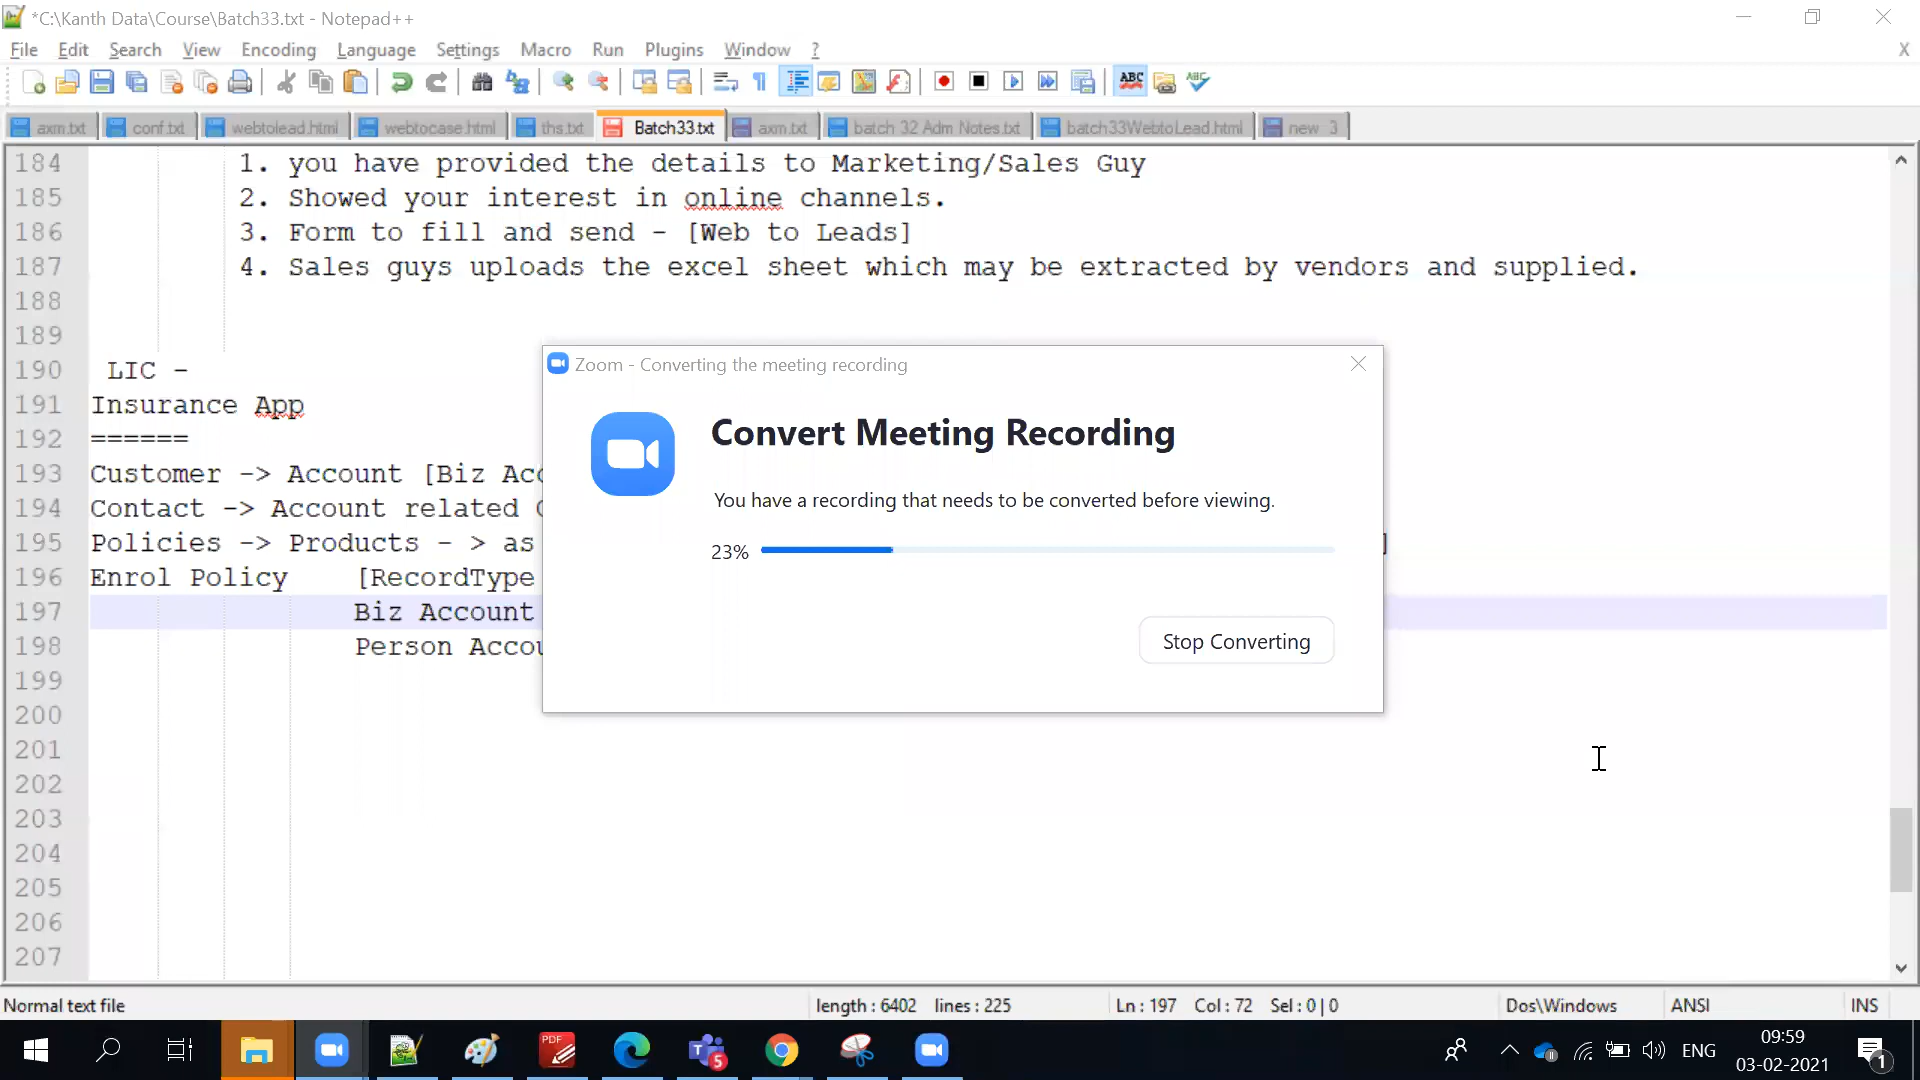 *C:\Kanth Data\Course\Batch33.txt - Notepad++
File Edit Search View Encoding Language Settings Macro Run Plugins Window ? X
ABC ABC
axm.txt conf.txt webtolead.html webtocase.html ths.txt Batch33.txt axm.txt batch 32 Adm Notes.txt batch33WebtoLead.html new 3
184 1. you have provided the details to Marketing/Sales Guy
185 2. Showed your interest in online channels.
186 3. Form to fill and send - [Web to Leads]
187 4. Sales guys uploads the excel sheet which may be extracted by vendors and supplied.
188
189
190 LIC -
191 Insurance App
192 ======
193 Customer -> Account [Biz Acc
194 Contact -> Account related
195 Policies -> Products - > as ]
196 Enrol Policy [RecordType
197 Biz Account
198 Person Accou
199
200
201
202
203
204
205
206
207
Zoom - Converting the meeting recording
Convert Meeting Recording
You have a recording that needs to be converted before viewing.
23%
Stop Converting
Normal text file length : 6402 lines : 225 Ln : 197 Col : 72 Sel : 0 | 0 Dos\Windows ANSI INS
PDF 5 ENG 09:59
03-02-2021 1